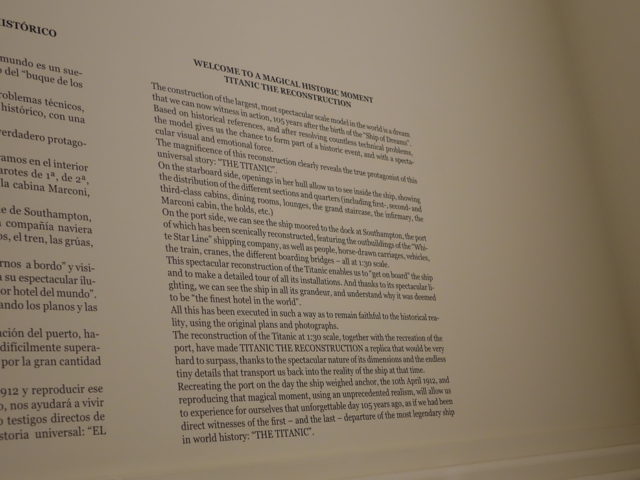 HISTÓRICO
mundo es un sue-
o del "buque de los
roblemas técnicos,
histórico, con una
verdadero protago-
ramos en el interior
arotes de 1ª, de 2ª,
la cabina Marconi,
e de Southampton,
compañía naviera
os, el tren, las grúas,
rnos a bordo" y visi-
a su espectacular ilu-
or hotel del mundo".
ando los planos y las
ción del puerto, ha-
dificilmente supera-
por la gran cantidad
1912 y reproducir ese
o, nos ayudará a vivir
o testigos directos de
storia universal: "EL
WELCOME TO A MAGICAL HISTORIC MOMENT
TITANIC THE RECONSTRUCTION
The construction of the largest, most spectacular scale model in the world is a dream
that we can now witness in action, 105 years after the birth of the "Ship of Dreams".
Based on historical references, and after resolving countless technical problems,
the model gives us the chance to form part of a historic event, and with a specta-
cular visual and emotional force.
The magnificence of this reconstruction clearly reveals the true protagonist of this
universal story: "THE TITANIC".
On the starboard side, openings in her hull allow us to see inside the ship, showing
the distribution of the different sections and quarters (including first-, second- and
third-class cabins, dining rooms, lounges, the grand staircase, the infirmary, the
Marconi cabin, the holds, etc.)
On the port side, we can see the ship moored to the dock at Southampton, the port
of which has been scenically reconstructed, featuring the outbuildings of the "Whi-
te Star Line" shipping company, as well as people, horse-drawn carriages, vehicles,
the train, cranes, the different boarding bridges – all at 1:30 scale.
This spectacular reconstruction of the Titanic enables us to "get on board" the ship
and to make a detailed tour of all its installations. And thanks to its spectacular li-
ghting, we can see the ship in all its grandeur, and understand why it was deemed
to be "the finest hotel in the world".
All this has been executed in such a way as to remain faithful to the historical rea-
lity, using the original plans and photographs.
The reconstruction of the Titanic at 1:30 scale, together with the recreation of the
port, have made TITANIC THE RECONSTRUCTION a replica that would be very
hard to surpass, thanks to the spectacular nature of its dimensions and the endless
tiny details that transport us back into the reality of the ship at that time.
Recreating the port on the day the ship weighed anchor, the 10th April 1912, and
reproducing that magical moment, using an unprecedented realism, will allow us
to experience for ourselves that unforgettable day 105 years ago, as if we had been
direct witnesses of the first – and the last – departure of the most legendary ship
in world history: "THE TITANIC".